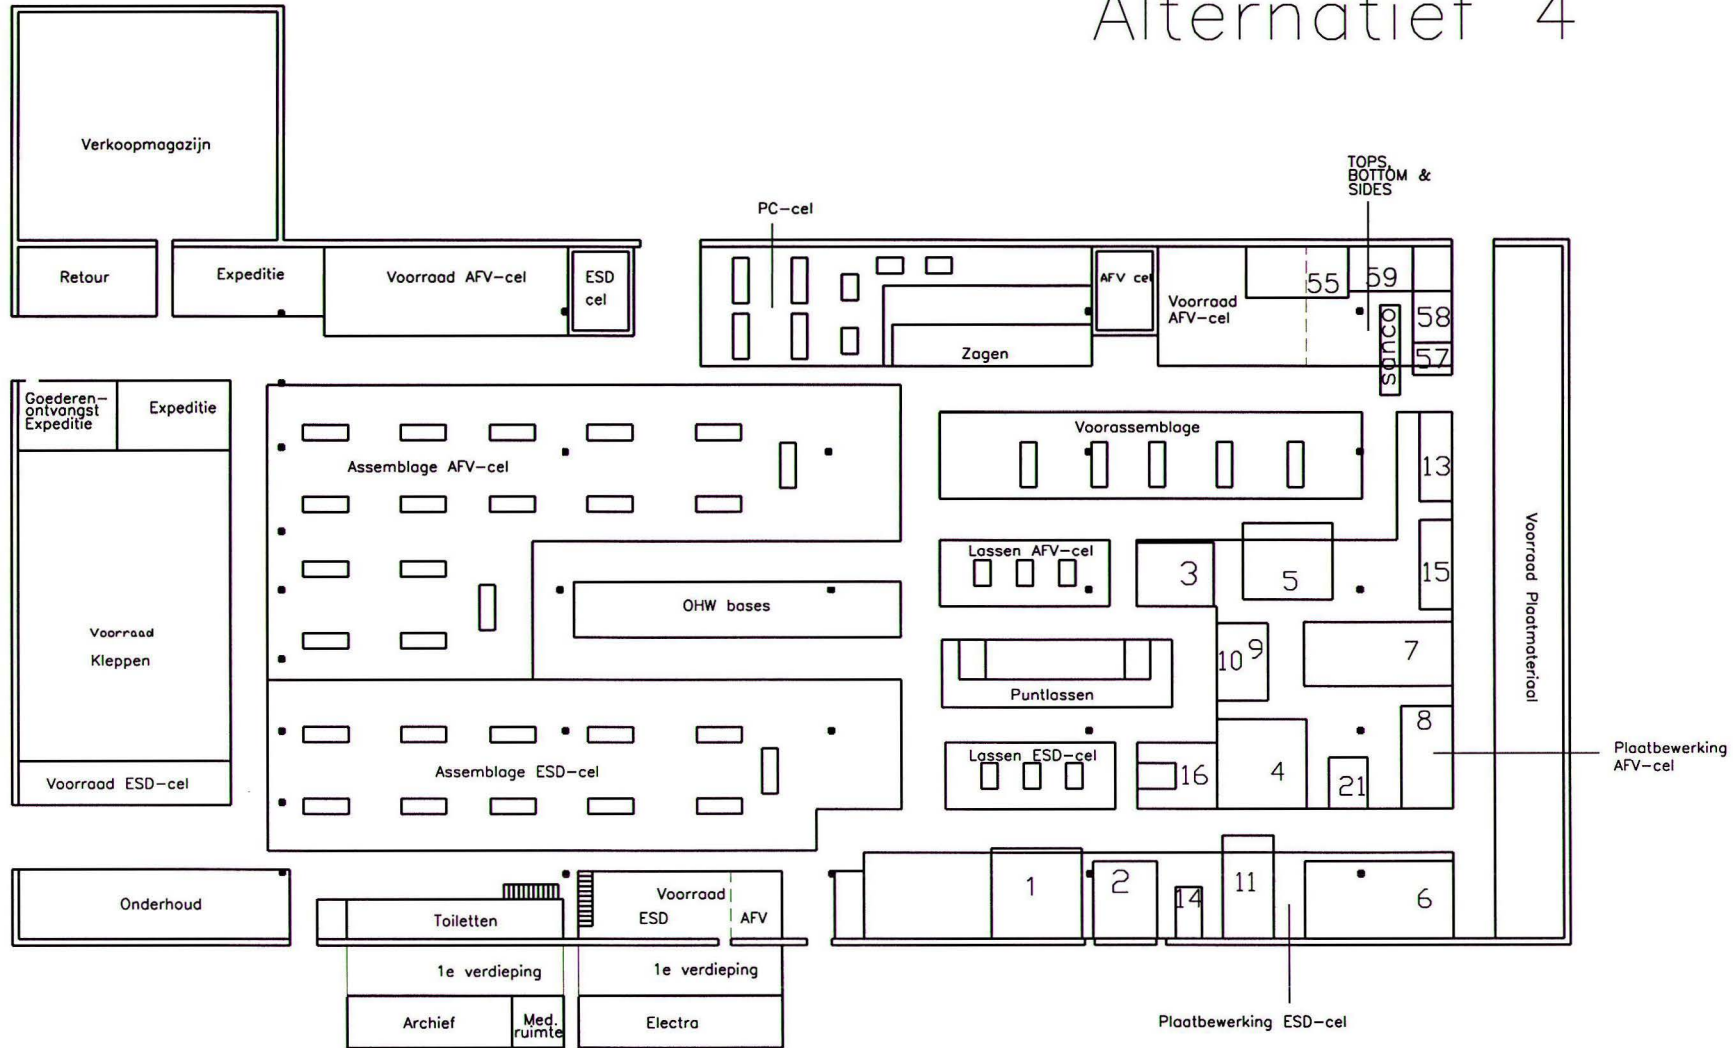 Alternatief 4
Verkoopmagazijn
TOPS,
BOTTOM &
SIDES
PC-cel
Retour
Expeditie
Voorraad AFV-cel
ESD
cel
AFV cel
Voorraad
AFV-cel
55
59
58
57
sanco
Zagen
Goederen-
ontvangst
Expeditie
Expeditie
Assemblage AFV-cel
Voorassemblage
13
Lassen AFV-cel
3
5
15
Voorraad Plaatmateriaal
OHW bases
Voorraad
Kleppen
10
9
7
Puntlassen
8
Plaatbewerking
AFV-cel
Lassen ESD-cel
16
4
21
Assemblage ESD-cel
Voorraad ESD-cel
Onderhoud
Toiletten
Voorraad
ESD
AFV
1
2
14
11
6
1e verdieping
1e verdieping
Archief
Med.
ruimte
Electra
Plaatbewerking ESD-cel